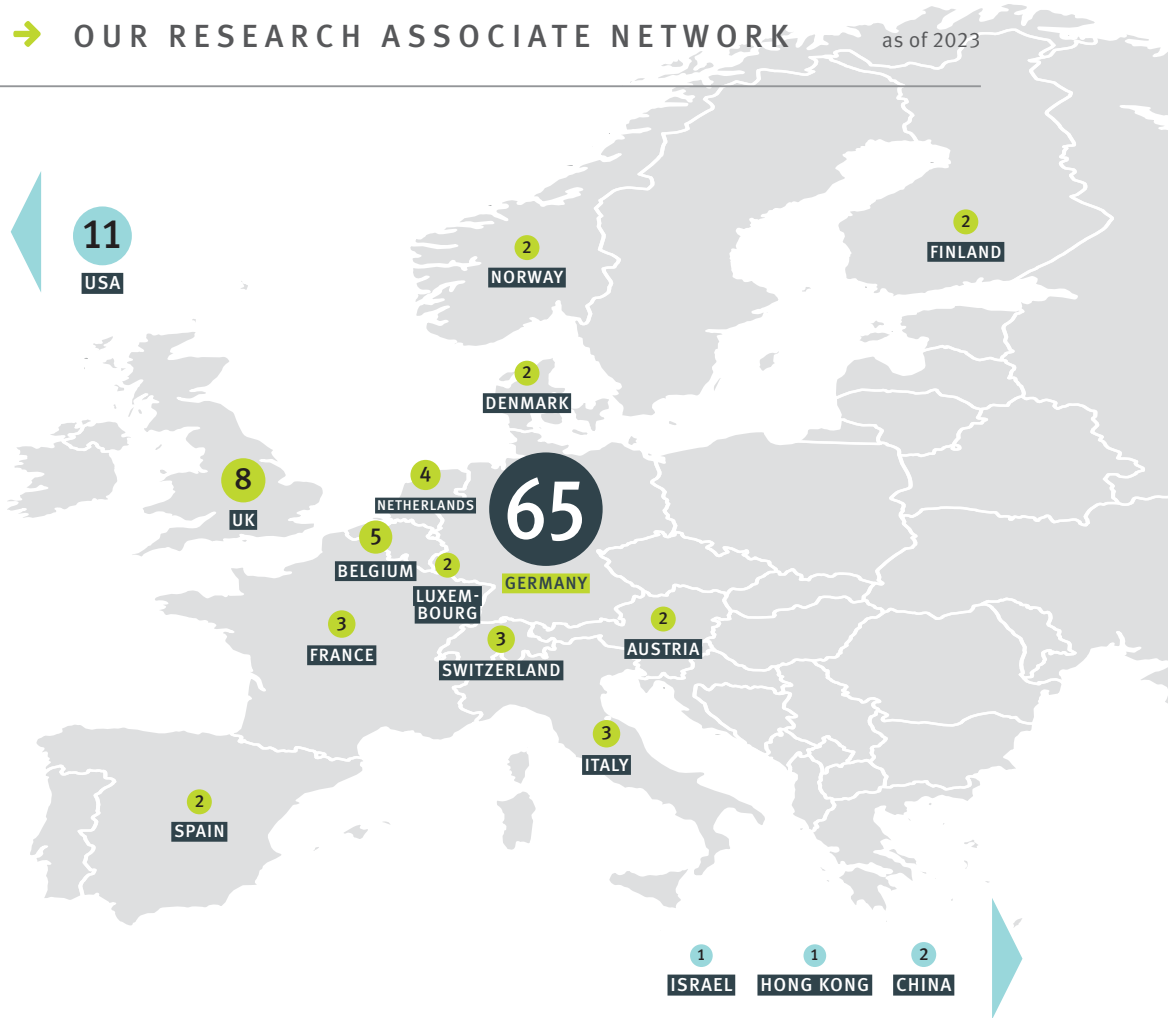 OUR RESEARCH ASSOCIATE NETWORK as of 2023
11
USA
2
NORWAY
2
FINLAND
2
DENMARK
8
UK
4
NETHERLANDS
65
GERMANY
5
BELGIUM
2
LUXEM-
BOURG
3
FRANCE
3
SWITZERLAND
2
AUSTRIA
3
ITALY
2
SPAIN
1
ISRAEL
1
HONG KONG
2
CHINA